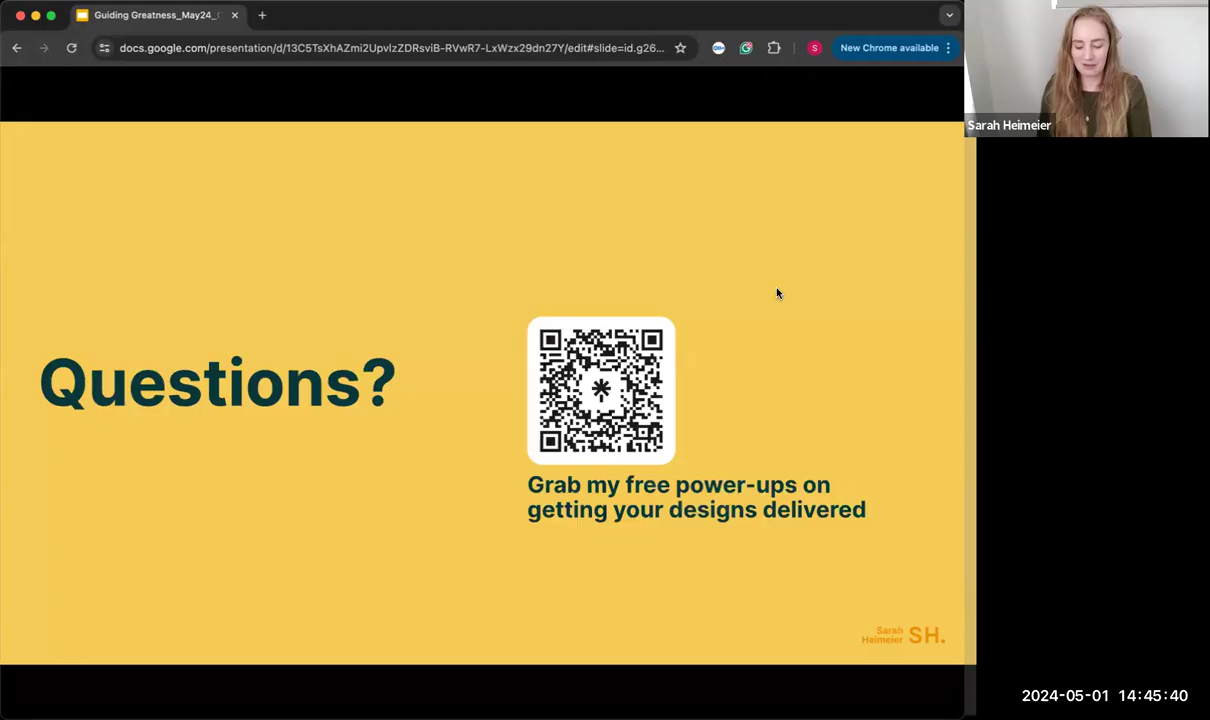 Guiding Greatness_May24_
docs.google.com/presentation/d/13C5TsXhAZmi2UpvIzZDRsviB-RVwR7-LxWzx29dn27Y/edit#slide=id.g26...
S
New Chrome available
Sarah Heimeier
Questions?
Grab my free power-ups on
getting your designs delivered
Sarah
Heimeier
SH.
2024-05-01 14:45:40